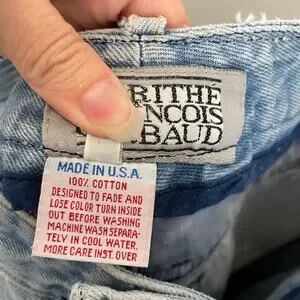 RITHE
NCOIS
BAUD
MADE IN U.S.A.
100% COTTON
DESIGNED TO FADE AND
LOSE COLOR TURN INSIDE
OUT BEFORE WASHING
MACHINE WASH SEPARA-
TELY IN COOL WATER.
MORE CARE INST. OVER